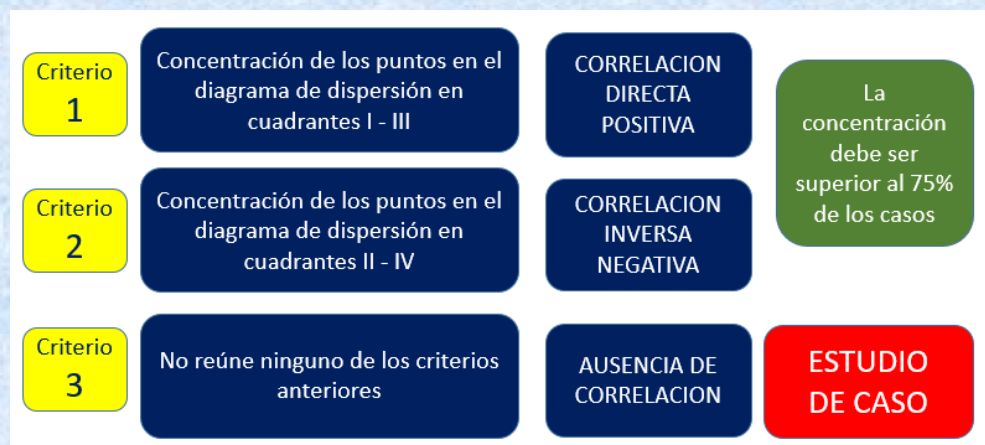 Criterio
1
Concentración de los puntos en el
diagrama de dispersión en
cuadrantes I - III
CORRELACION
DIRECTA
POSITIVA
La
concentración
debe ser
superior al 75%
de los casos
Criterio
2
Concentración de los puntos en el
diagrama de dispersión en
cuadrantes II - IV
CORRELACION
INVERSA
NEGATIVA
Criterio
3
No reúne ninguno de los criterios
anteriores
AUSENCIA DE
CORRELACION
ESTUDIO
DE CASO